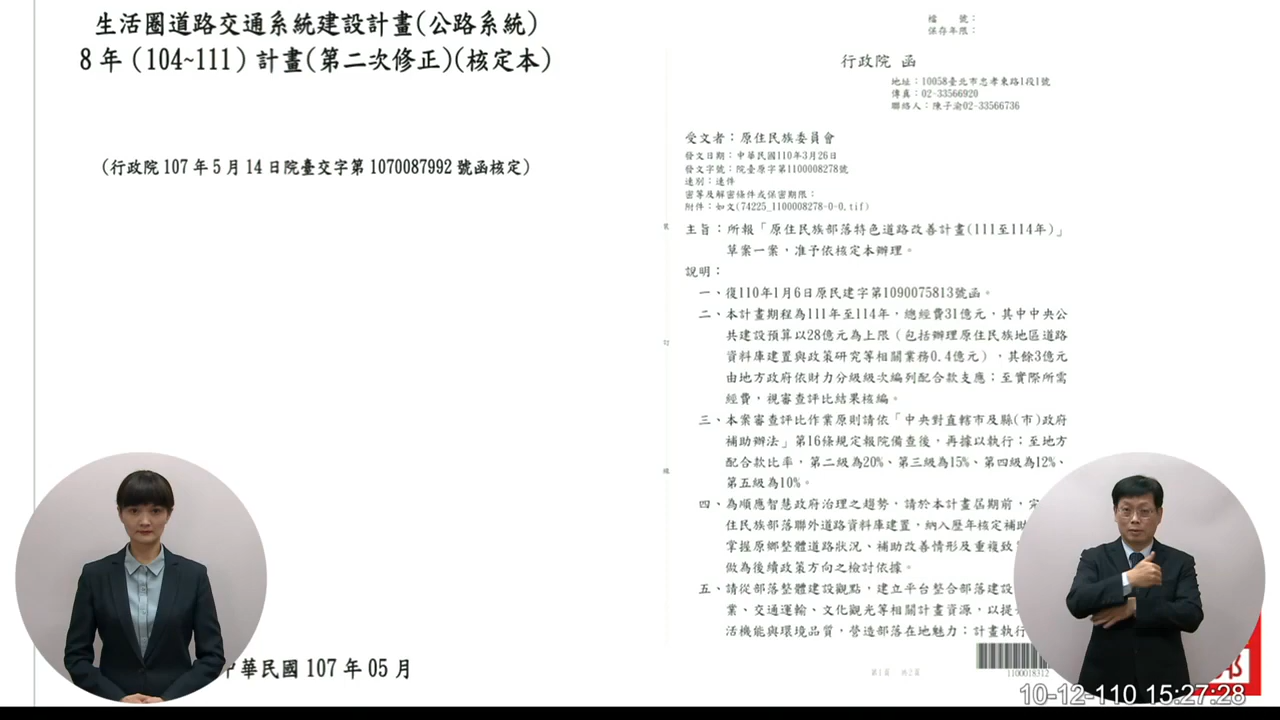 生活圈道路交通系統建設計畫(公路系統)
8 年 (104~111) 計畫(第二次修正)(核定本)
(行政院 107 年 5 月 14 日院臺交字第 1070087992 號函核定)
中華民國 107 年 05 月
檔　　號：
保存年限：
行政院 函
地址：10058臺北市忠孝東路1段1號
傳真：02-33566920
聯絡人：陳子渝02-33566736
受文者：原住民族委員會
發文日期：中華民國110年3月26日
發文字號：院臺原字第1100008278號
速別：速件
密等及解密條件或保密期限：
附件：如文(74225_1100008278-0-0.tif)
主旨：所報「原住民族部落特色道路改善計畫(111至114年)」
草案一案，准予依核定本辦理。
說明：
一、復110年1月6日原民建字第1090075813號函。
二、本計畫期程為111年至114年，總經費31億元，其中中央公
共建設預算以28億元為上限（包括辦理原住民族地區道路
資料庫建置與政策研究等相關業務0.4億元），其餘3億元
由地方政府依財力分級級次編列配合款支應；至實際所需
經費，視審查評比結果核編。
三、本案審查評比作業原則請依「中央對直轄市及縣(市)政府
補助辦法」第16條規定報院備查後，再據以執行；至地方
配合款比率，第二級為20%、第三級為15%、第四級為12%、
第五級為10%。
四、為順應智慧政府治理之趨勢，請於本計畫屆期前，完
住民族部落聯外道路資料庫建置，納入歷年核定補助
掌握原鄉整體道路狀況、補助改善情形及重複致
做為後續政策方向之檢討依據。
五、請從部落整體建設觀點，建立平台整合部落建設
業、交通運輸、文化觀光等相關計畫資源，以提
活機能與環境品質，營造部落在地魅力；計畫執行
訂
線
第1頁　共2頁
1100018312
部
10-12-110 15:27:28